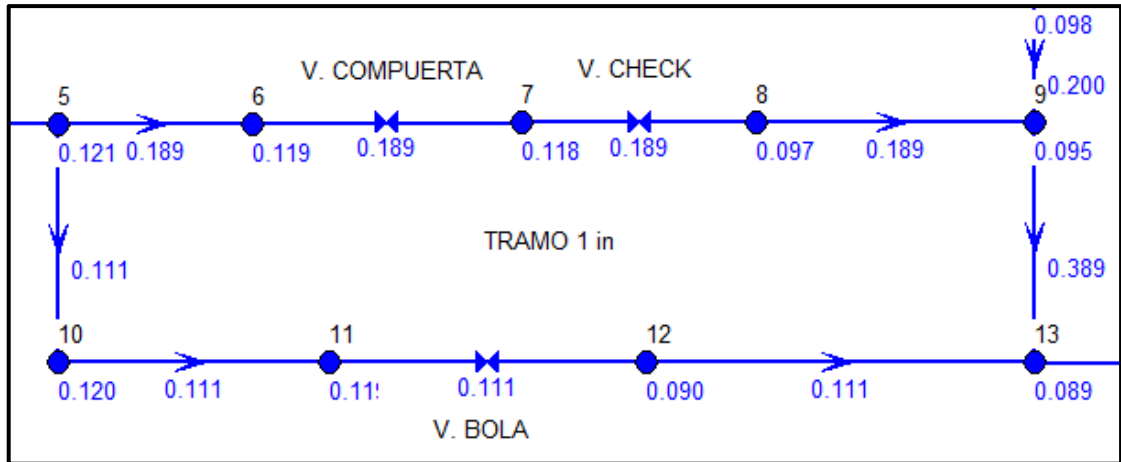 0.098
V. COMPUERTA V. CHECK
0.200
5 6 7 8 9
0.121 0.189 0.119 0.189 0.118 0.189 0.097 0.189 0.095
TRAMO 1 in
0.111 0.389
10 11 12 13
0.120 0.111 0.111 0.090 0.111 0.089
V. BOLA